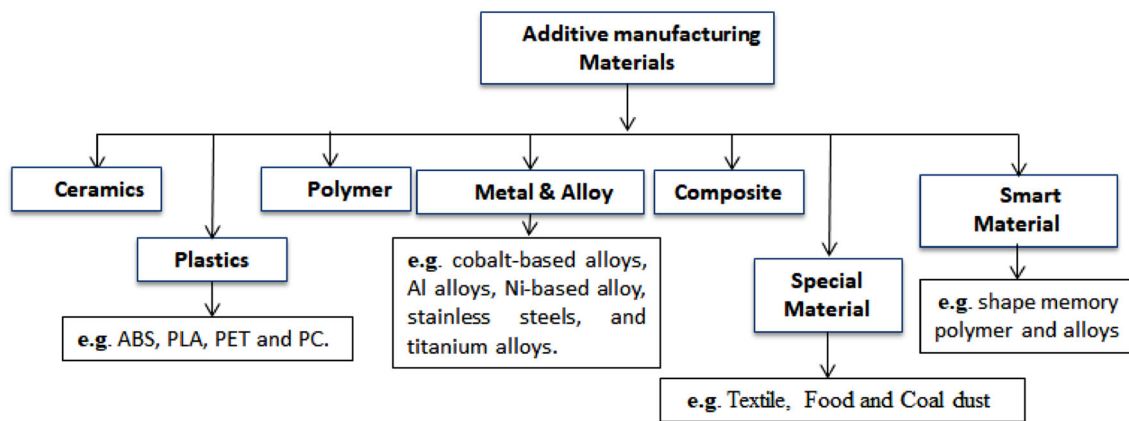 Additive manufacturing
Materials
Ceramics
Polymer
Metal & Alloy
Composite
Smart
Material
Plastics
Special
Material
e.g. cobalt-based alloys,
Al alloys, Ni-based alloy,
stainless steels, and
titanium alloys.
e.g. shape memory
polymer and alloys
e.g. ABS, PLA, PET and PC.
e.g. Textile, Food and Coal dust